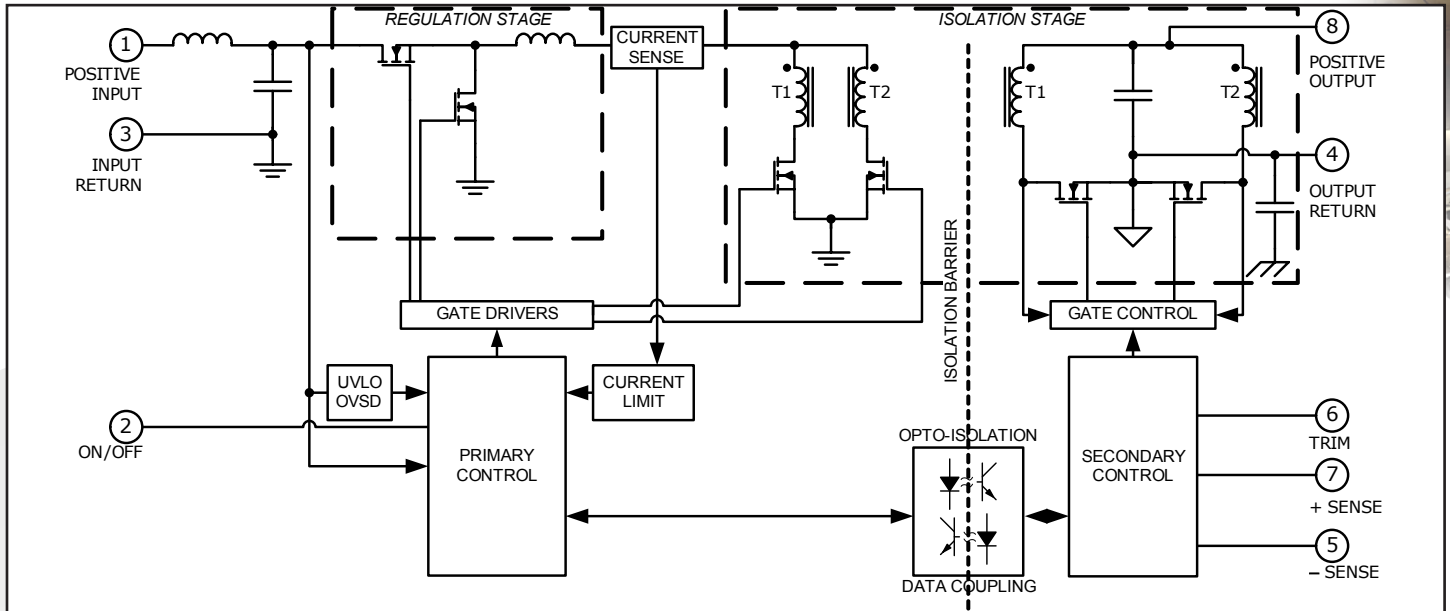 REGULATION STAGE
ISOLATION STAGE
1
POSITIVE
INPUT
CURRENT
SENSE
8
POSITIVE
OUTPUT
T1
T2
T1
T2
3
INPUT
RETURN
4
OUTPUT
RETURN
ISOLATION BARRIER
GATE DRIVERS
GATE CONTROL
UVLO
OVSD
CURRENT
LIMIT
2
ON/OFF
PRIMARY
CONTROL
OPTO-ISOLATION
DATA COUPLING
SECONDARY
CONTROL
6
TRIM
7
+ SENSE
5
– SENSE